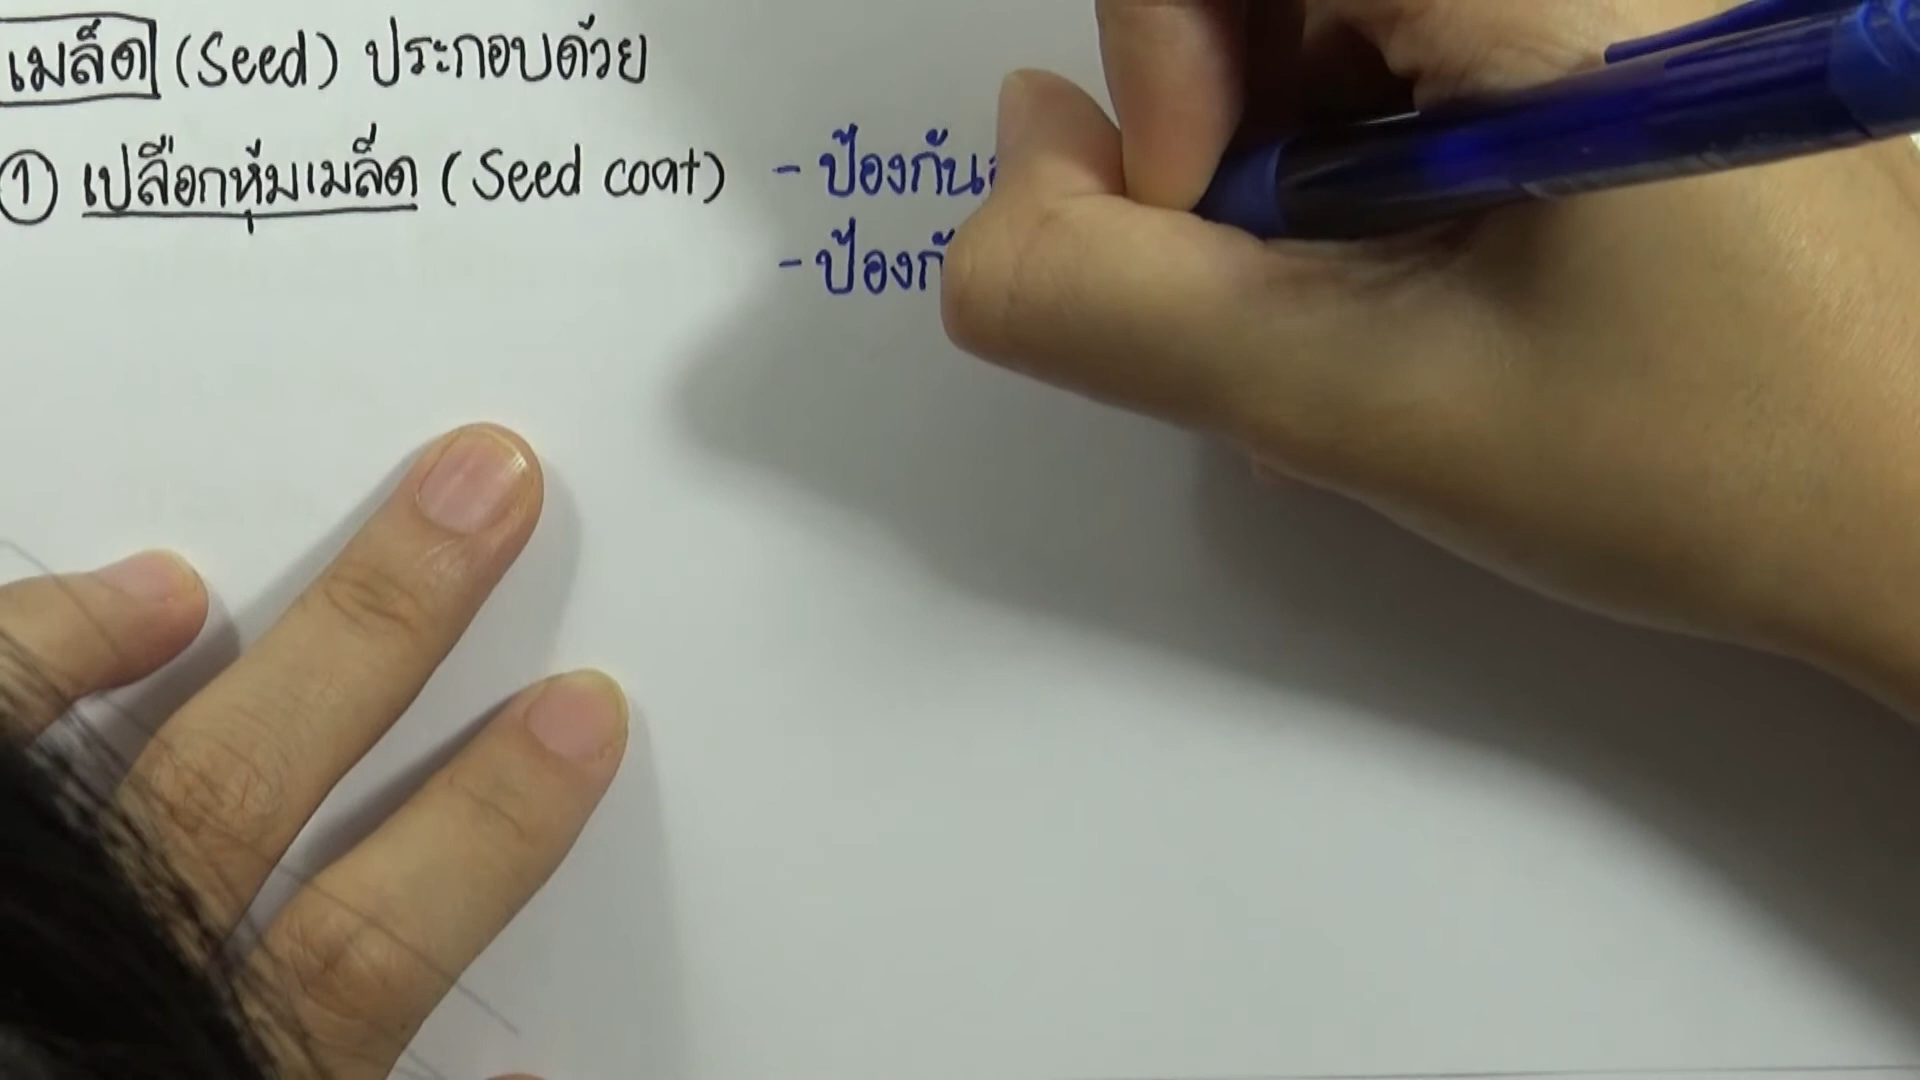 เมล็ด (Seed) ประกอบด้วย
① เปลือกหุ้มเมล็ด (Seed coat) - ป้องกัน
- ป้องกั